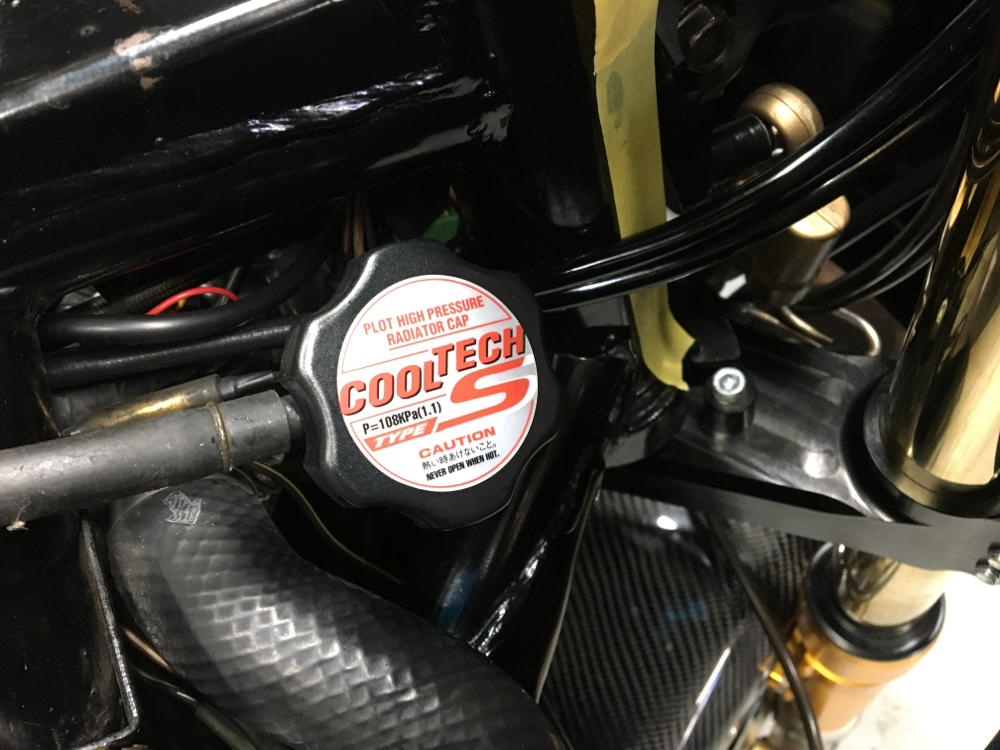 PLOT HIGH PRESSURE
RADIATOR CAP
COOLTECH
P=108KPa(1.1)
TYPE S
CAUTION
熱い時あけないこと。
NEVER OPEN WHEN HOT.